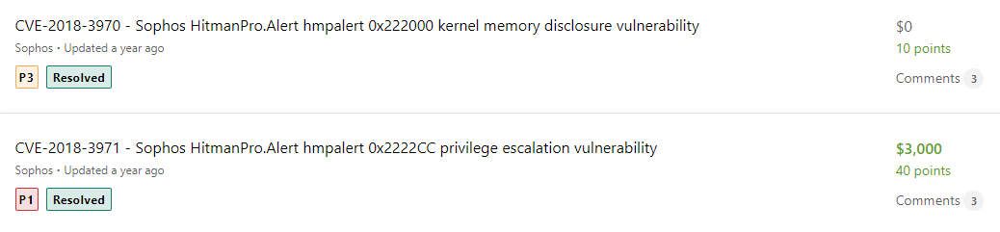 CVE-2018-3970 - Sophos HitmanPro.Alert hmpalert 0x222000 kernel memory disclosure vulnerability
$0
Sophos • Updated a year ago
10 points
P3 Resolved
Comments 3
CVE-2018-3971 - Sophos HitmanPro.Alert hmpalert 0x2222CC privilege escalation vulnerability
$3,000
Sophos • Updated a year ago
40 points
P1 Resolved
Comments 3